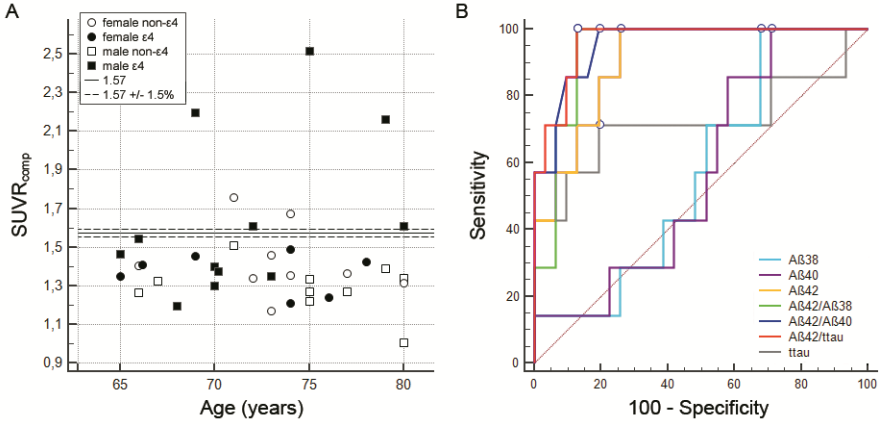 A
female non-ε4
female ε4
male non-ε4
male ε4
1.57
1.57 +/- 1.5%
2,5
2,3
2,1
1,9
1,7
1,5
1,3
1,1
0,9
SUVRcomp
65
70
75
80
Age (years)
B
100
80
60
40
20
0
Sensitivity
Aß38
Aß40
Aß42
Aß42/Aß38
Aß42/Aß40
Aß42/ttau
ttau
0
20
40
60
80
100
100 - Specificity